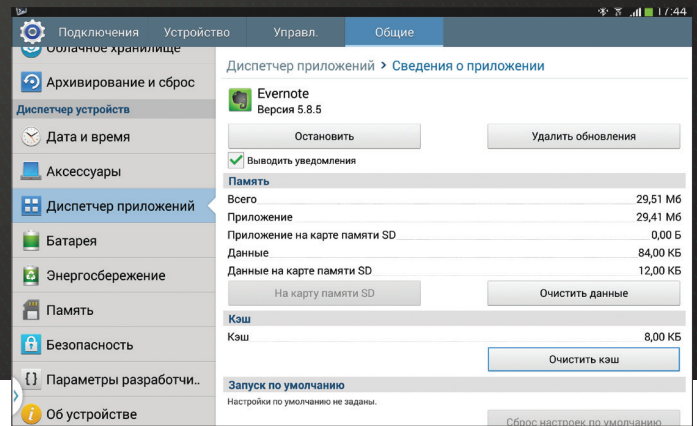 17:44
Подключения Устройство Управл. Общие
Облачное хранилище
Архивирование и сброс
Диспетчер устройств
Дата и время
Аксессуары
Диспетчер приложений
Батарея
Энергосбережение
Память
Безопасность
Параметры разработчи..
Об устройстве
Диспетчер приложений > Сведения о приложении
Evernote
Версия 5.8.5
Остановить Удалить обновления
Выводить уведомления
Память
Всего 29,51 Мб
Приложение 29,41 Мб
Приложение на карте памяти SD 0,00 Б
Данные 84,00 КБ
Данные на карте памяти SD 12,00 КБ
На карту памяти SD Очистить данные
Кэш
Кэш 8,00 КБ
Очистить кэш
Запуск по умолчанию
Настройки по умолчанию не заданы.
Сброс настроек по умолчанию